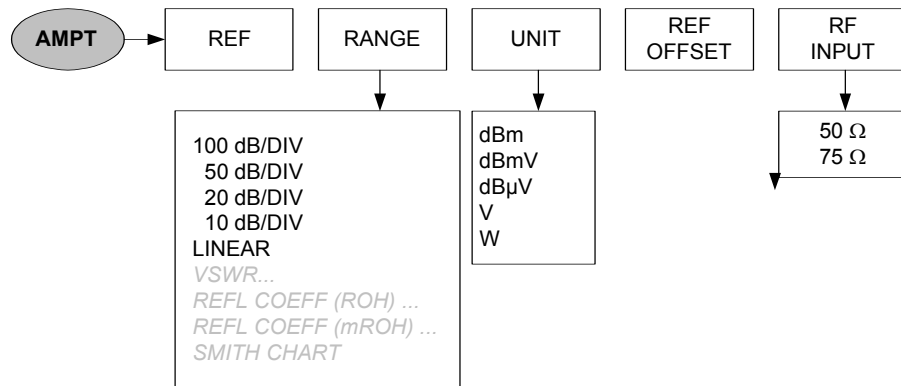 AMPT
REF
RANGE
UNIT
REF
OFFSET
RF
INPUT
100 dB/DIV
50 dB/DIV
20 dB/DIV
10 dB/DIV
LINEAR
VSWR...
REFL COEFF (ROH) ...
REFL COEFF (mROH) ...
SMITH CHART
dBm
dBmV
dBµV
V
W
50 Ω
75 Ω